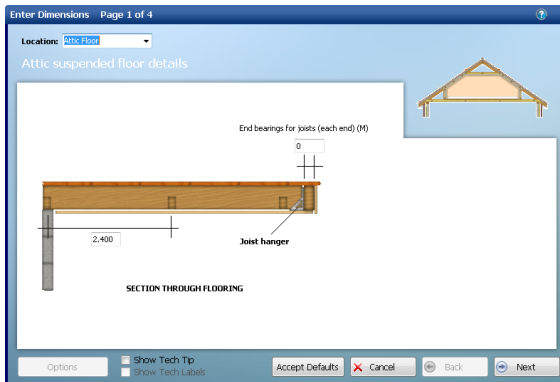 Enter Dimensions Page 1 of 4
?
Location: Attic Floor
Attic suspended floor details
End bearings for joists (each end) (M)
0
2.400
Joist hanger
SECTION THROUGH FLOORING
Options
Show Tech Tip
Show Tech Labels
Accept Defaults
Cancel
Back
Next